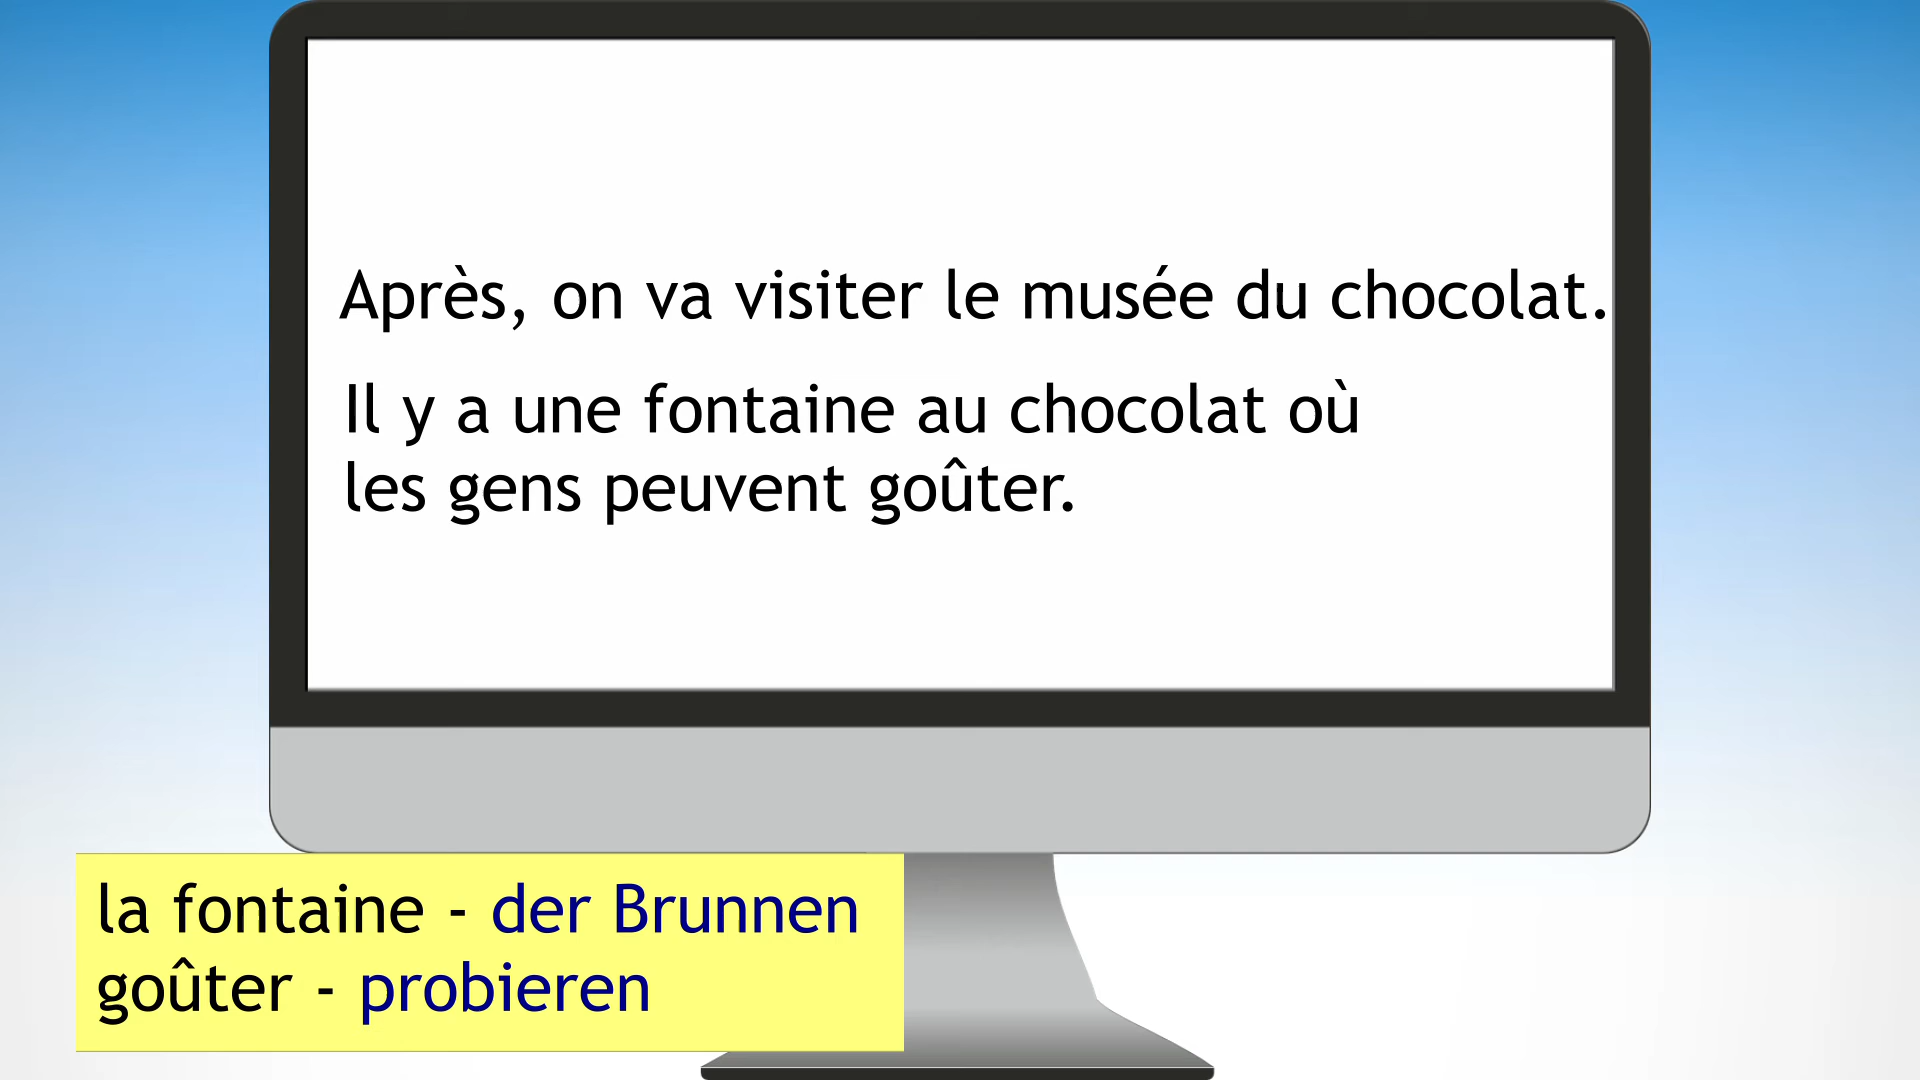 Après, on va visiter le musée du chocolat.
Il y a une fontaine au chocolat où
les gens peuvent goûter.
la fontaine - der Brunnen
goûter - probieren